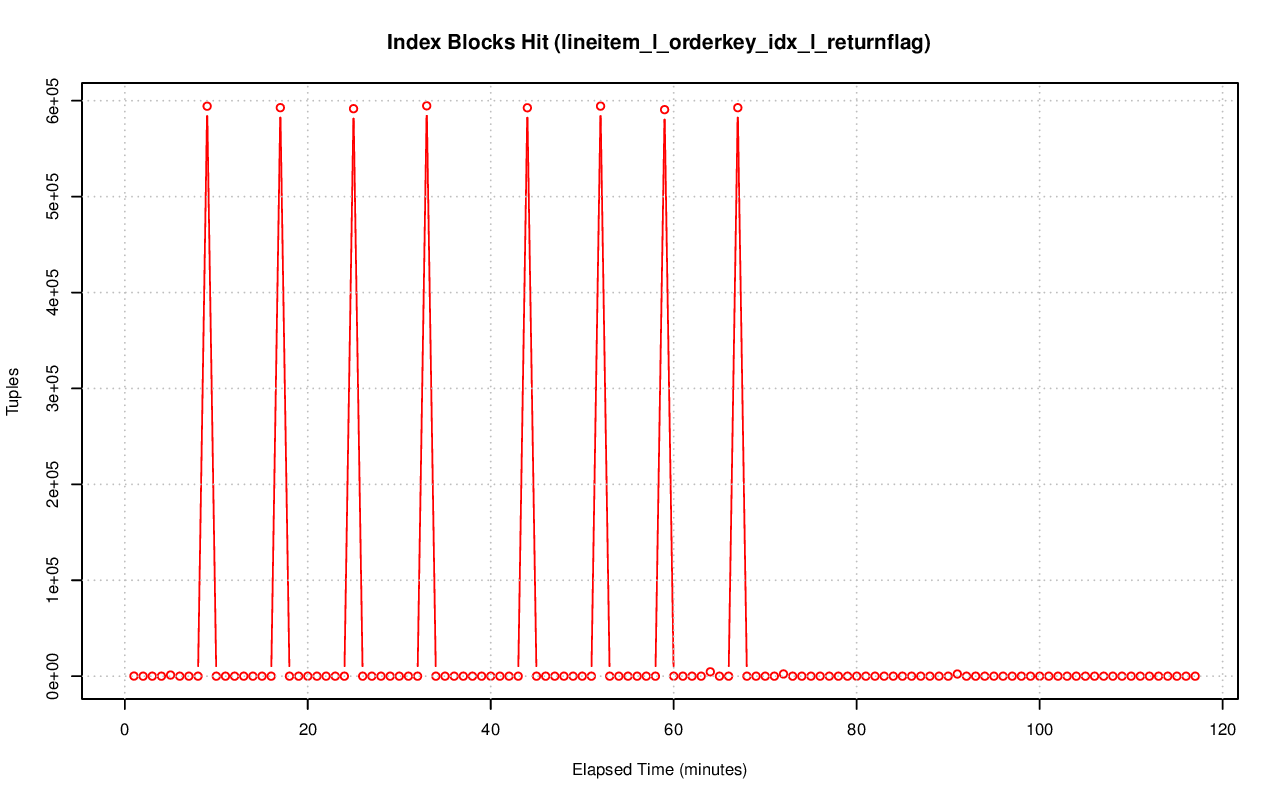 Index Blocks Hit (lineitem_l_orderkey_idx_l_returnflag)
Tuples
6e+05
5e+05
4e+05
3e+05
2e+05
1e+05
0e+00
0 20 40 60 80 100 120
Elapsed Time (minutes)